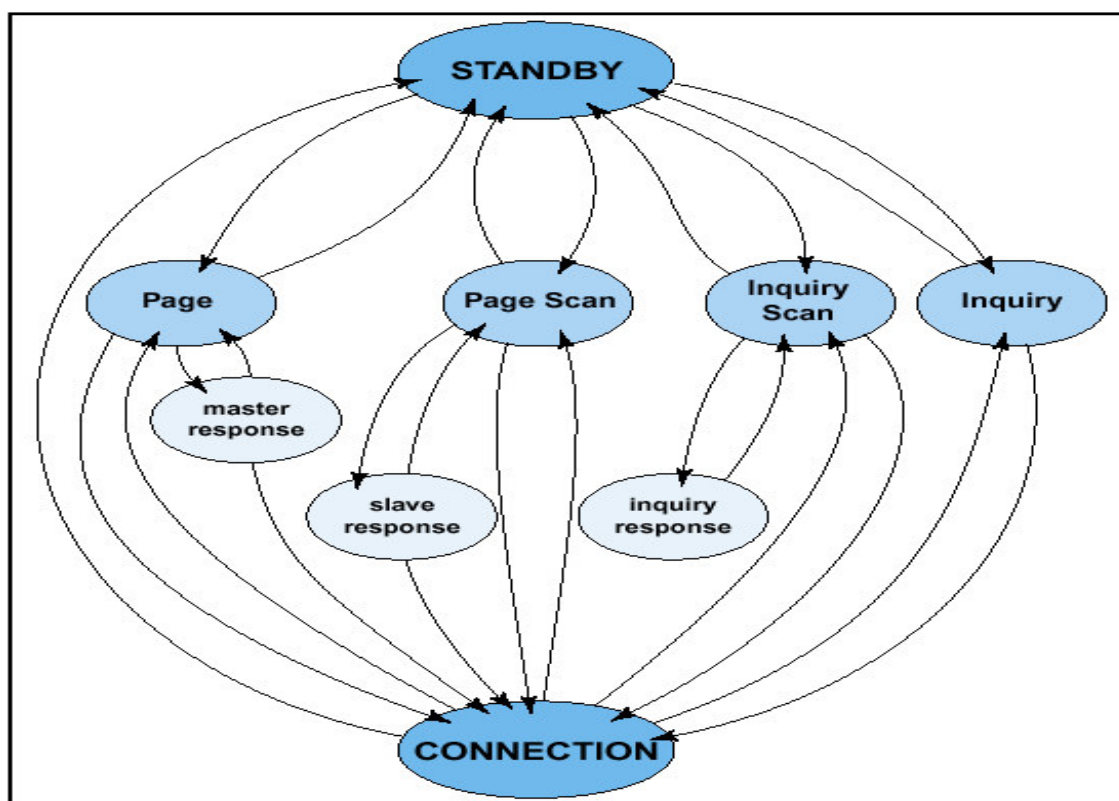 STANDBY
Page
Page Scan
Inquiry
Scan
Inquiry
master
response
slave
response
inquiry
response
CONNECTION